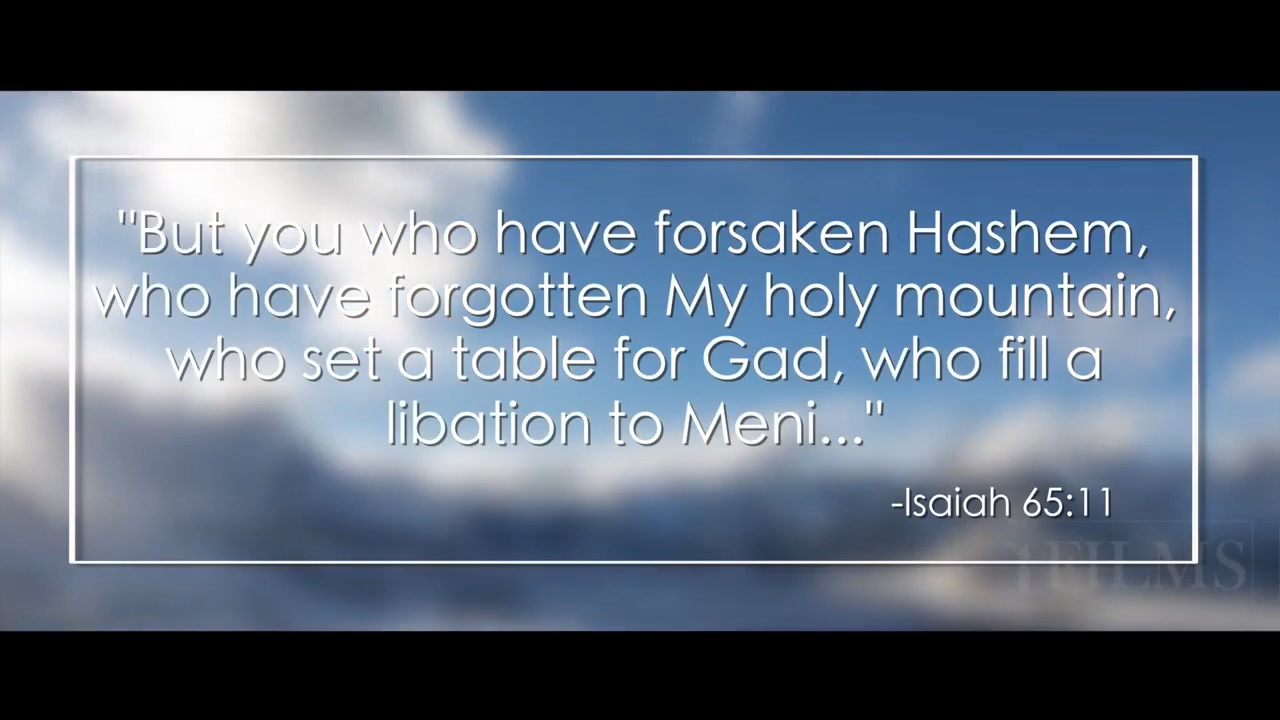 "But you who have forsaken Hashem,
who have forgotten My holy mountain,
who set a table for Gad, who fill a
libation to Meni..."
-Isaiah 65:11
FILMS